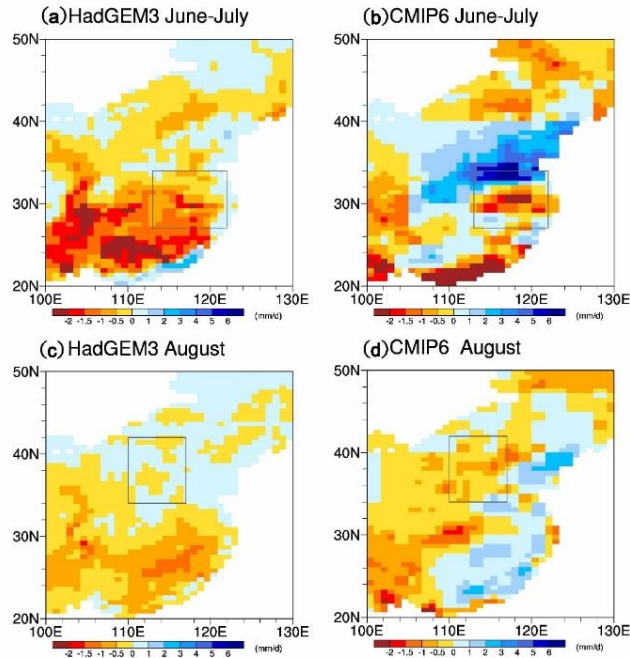 (a)HadGEM3 June-July
(b)CMIP6 June-July
50N
40N
30N
20N
100E 110E 120E 130E
-2 -1.5 -1 -0.5 0 1 2 3 4 5 6 (mm/d)
50N
40N
30N
20N
100E 110E 120E 130E
-2 -1.5 -1 -0.5 0 1 2 3 4 5 6 (mm/d)
(c)HadGEM3 August
(d)CMIP6 August
50N
40N
30N
20N
100E 110E 120E 130E
-2 -1.5 -1 -0.5 0 1 2 3 4 5 6 (mm/d)
50N
40N
30N
20N
100E 110E 120E 130E
-2 -1.5 -1 -0.5 0 1 2 3 4 5 6 (mm/d)